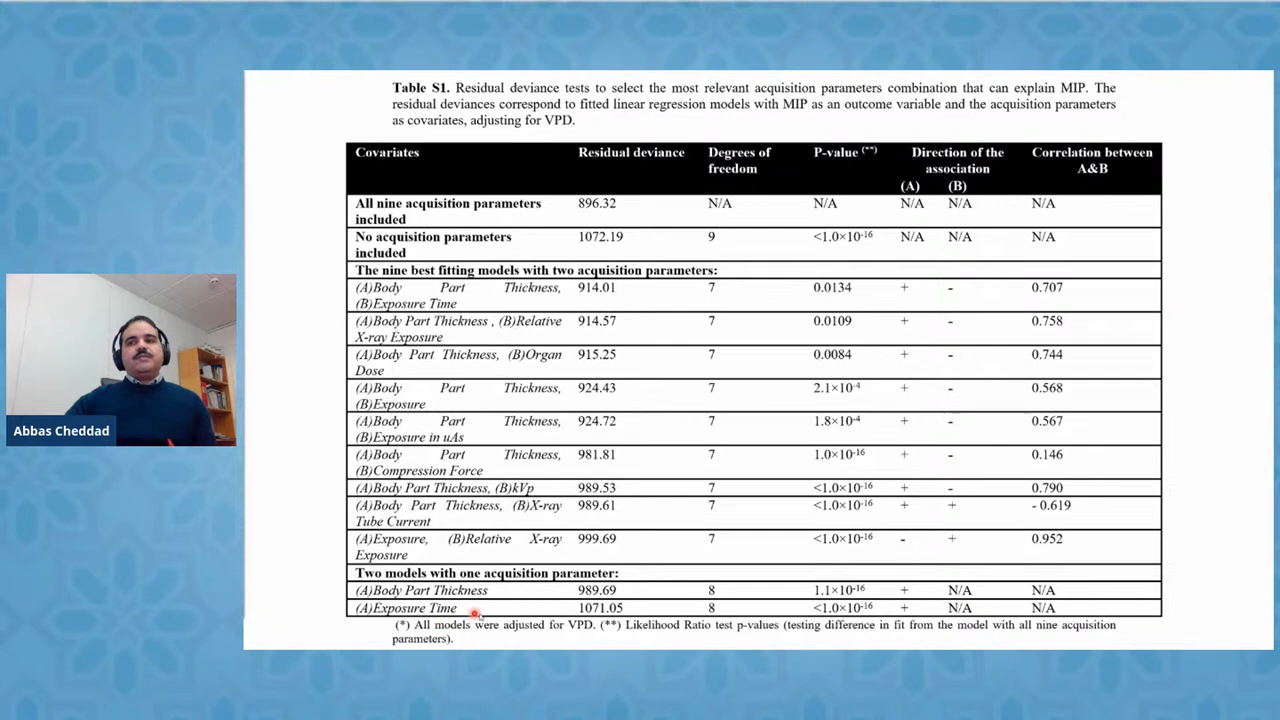 Table S1. Residual deviance tests to select the most relevant acquisition parameters combination that can explain MIP. The
residual deviances correspond to fitted linear regression models with MIP as an outcome variable and the acquisition parameters
as covariates, adjusting for VPD.
Covariates Residual deviance Degrees of freedom P-value (**) Direction of the association (A) (B) Correlation between A&B
All nine acquisition parameters included 896.32 N/A N/A N/A N/A N/A
No acquisition parameters included 1072.19 9 <1.0×10-16 N/A N/A N/A
The nine best fitting models with two acquisition parameters:
(A)Body Part Thickness, (B)Exposure Time 914.01 7 0.0134 + - 0.707
(A)Body Part Thickness , (B)Relative X-ray Exposure 914.57 7 0.0109 + - 0.758
(A)Body Part Thickness, (B)Organ Dose 915.25 7 0.0084 + - 0.744
(A)Body Part Thickness, (B)Exposure 924.43 7 2.1×10-4 + - 0.568
(A)Body Part Thickness, (B)Exposure in uAs 924.72 7 1.8×10-4 + - 0.567
(A)Body Part Thickness, (B)Compression Force 981.81 7 1.0×10-16 + - 0.146
(A)Body Part Thickness, (B)kVp 989.53 7 <1.0×10-16 + - 0.790
(A)Body Part Thickness, (B)X-ray Tube Current 989.61 7 <1.0×10-16 + + - 0.619
(A)Exposure, (B)Relative X-ray Exposure 999.69 7 <1.0×10-16 - + 0.952
Two models with one acquisition parameter:
(A)Body Part Thickness 989.69 8 1.1×10-16 + N/A N/A
(A)Exposure Time 1071.05 8 <1.0×10-16 + N/A N/A
(*) All models were adjusted for VPD. (**) Likelihood Ratio test p-values (testing difference in fit from the model with all nine acquisition
parameters).
Abbas Cheddad